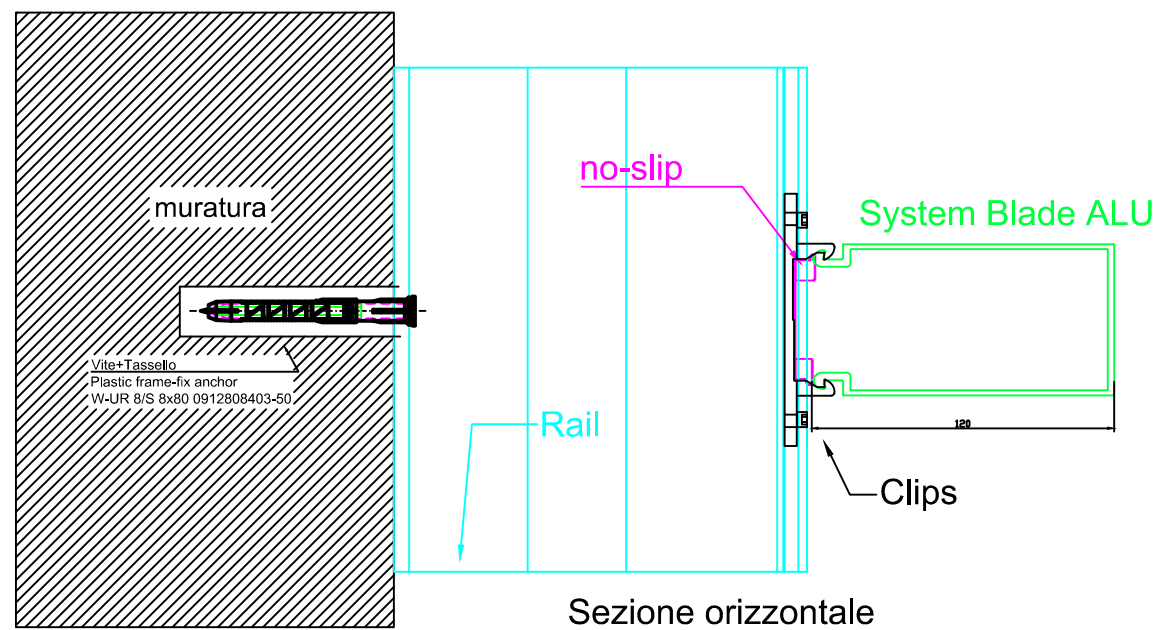 no-slip
muratura
System Blade ALU
Vite+Tassello
Plastic frame-fix anchor
W-UR 8/S 8x80 0912808403-50
Rail
120
Clips
Sezione orizzontale